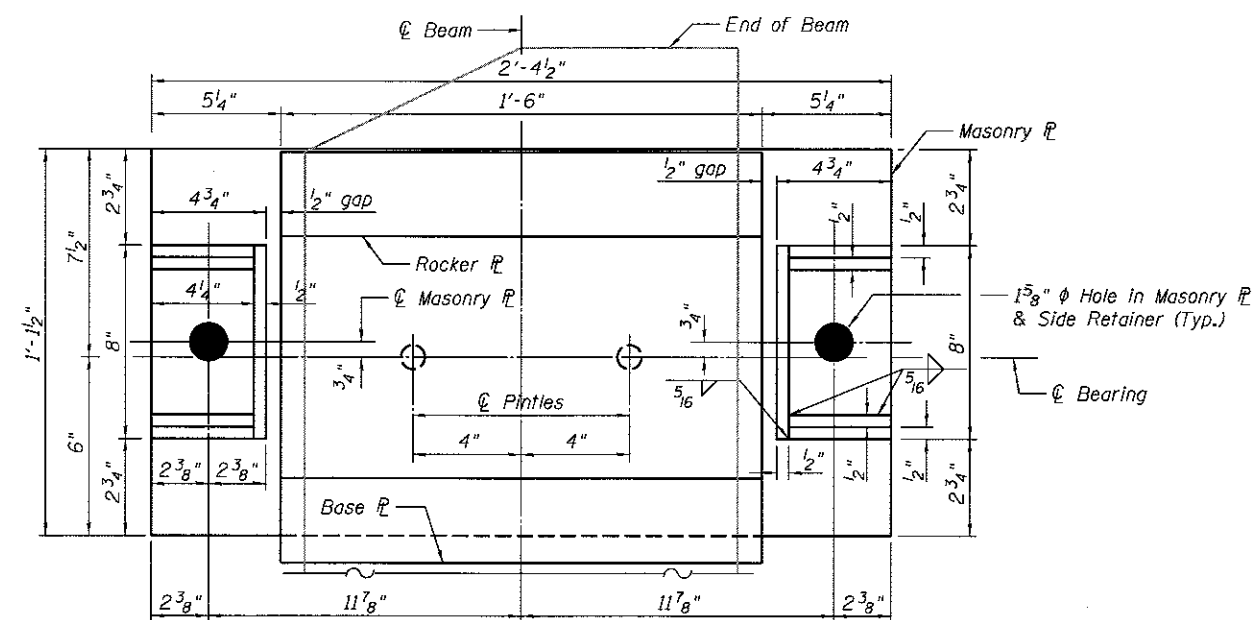 ℄ Beam
End of Beam
2'-4½"
5¼"
1'-6"
5¼"
Masonry ℙ
½" gap
4¾"
4¾"
½" gap
2¾"
2¾"
½"
½"
7½"
Rocker ℙ
4¼"
½"
℄ Masonry ℙ
¾"
1⅝" φ Hole in Masonry ℙ
& Side Retainer (Typ.)
1'-1½"
8"
8"
¾"
℄ Bearing
5/16
5/16
℄ Pintles
6"
4"
4"
½"
½"
½"
2⅜"
2⅜"
2¾"
2¾"
Base ℙ
2⅜"
11⅞"
11⅞"
2⅜"